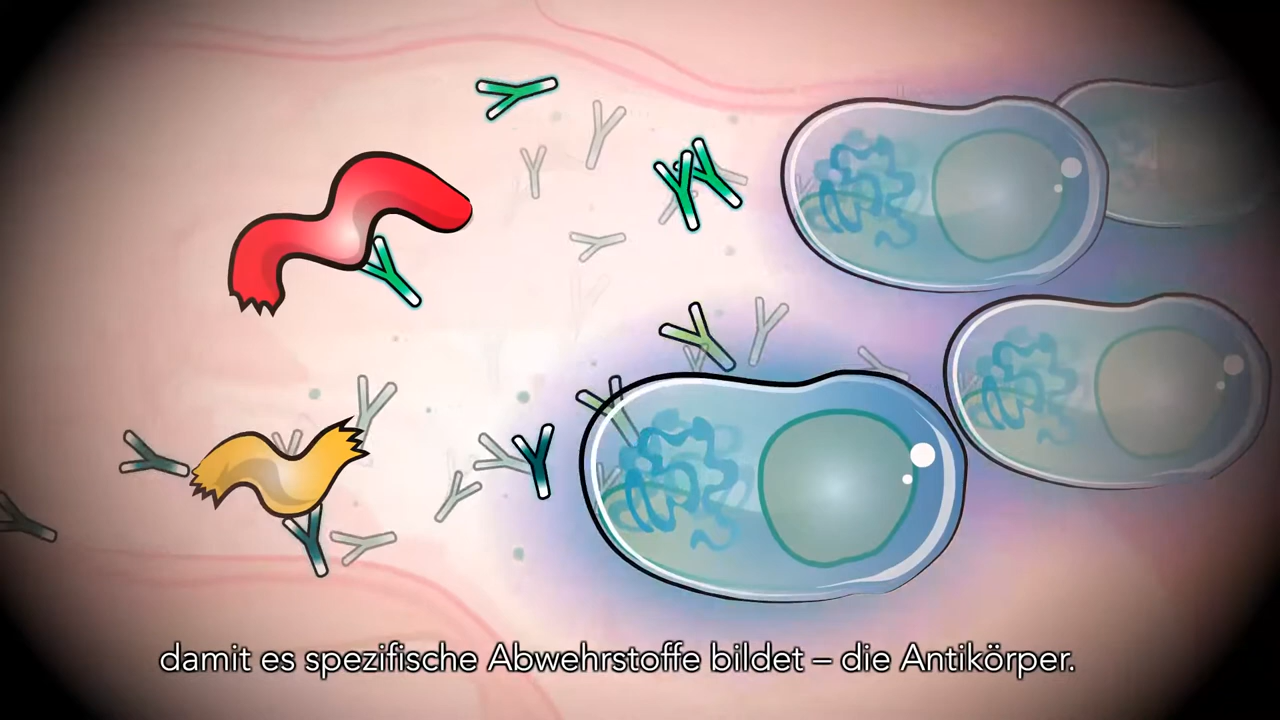 damit es spezifische Abwehrstoffe bildet – die Antikörper.